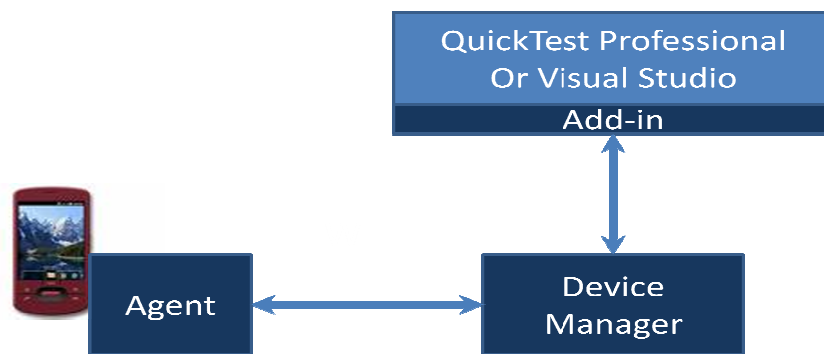 QuickTest Professional
Or Visual Studio
Add-in
Agent
Device
Manager